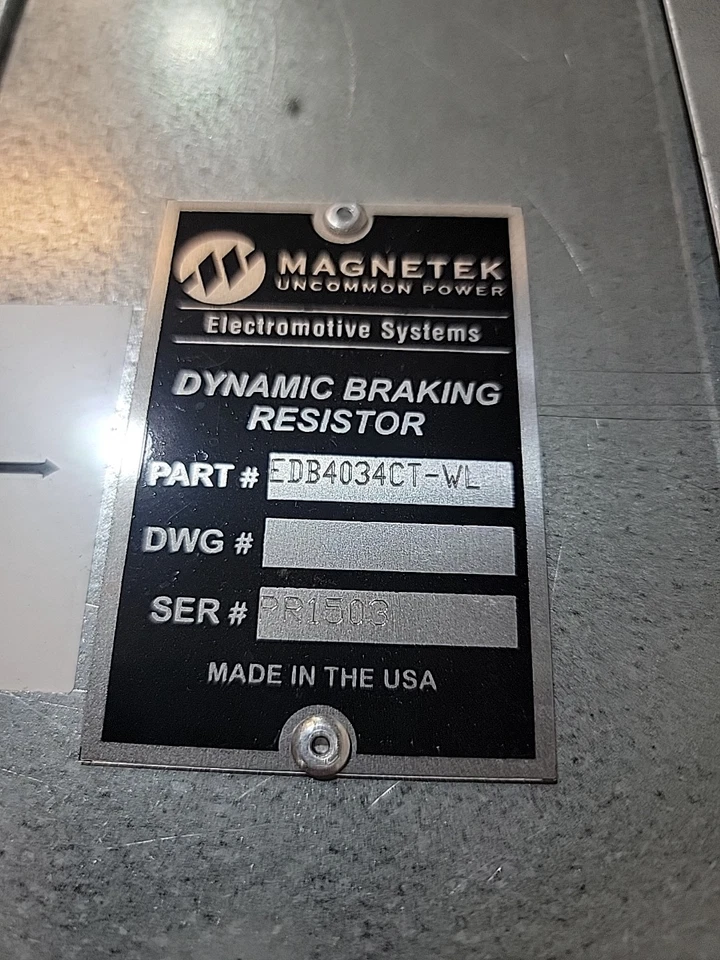 MAGNETEK
UNCOMMON POWER
Electromotive Systems
DYNAMIC BRAKING
RESISTOR
PART # EDB4034CT-WL
DWG #
SER # PR1503
MADE IN THE USA